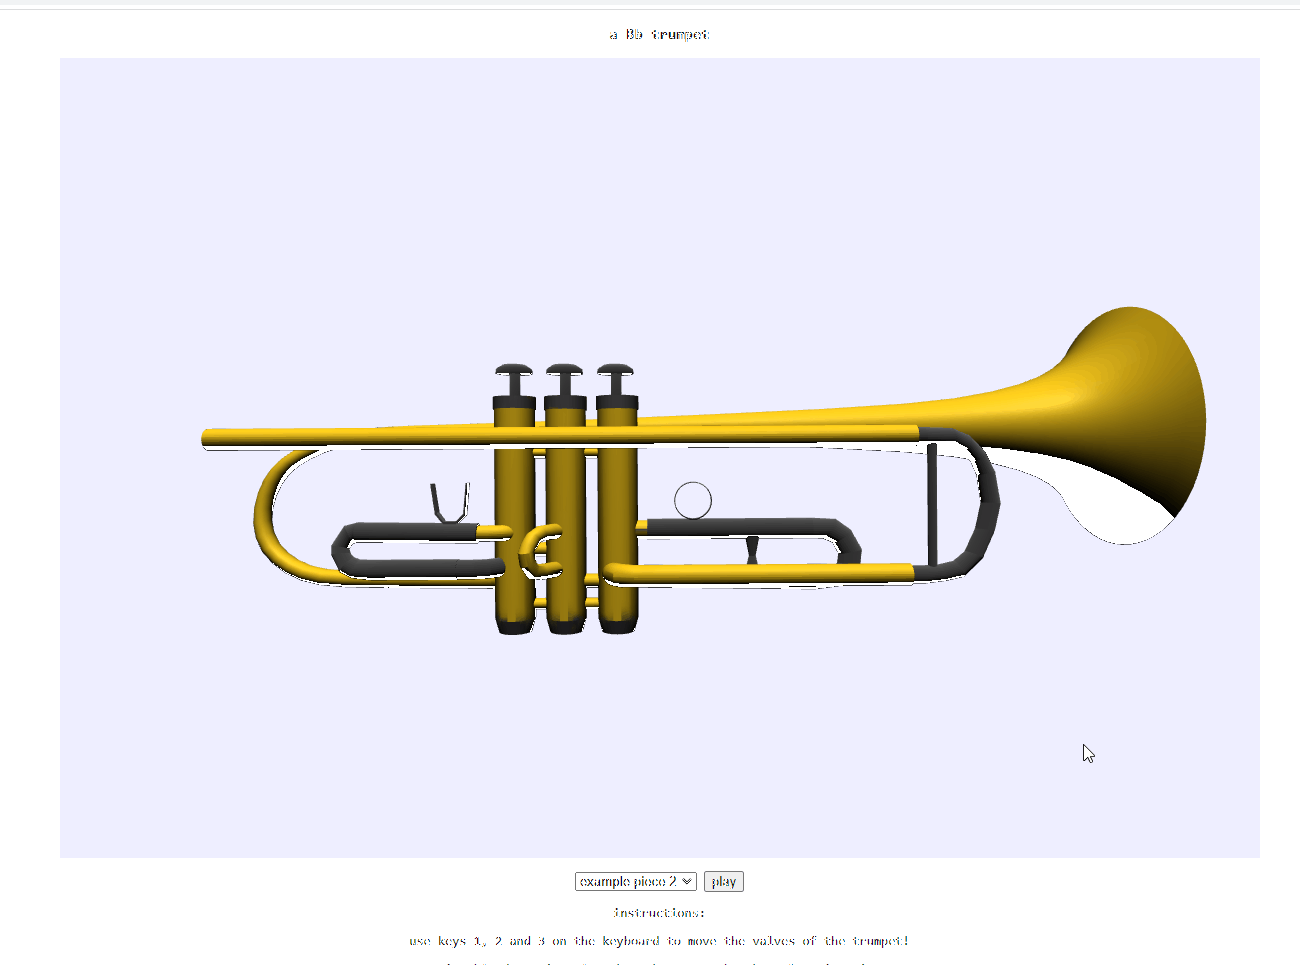 a Bb trumpet
example piece 2
play
instructions:
use keys 1, 2 and 3 on the keyboard to move the valves of the trumpet!